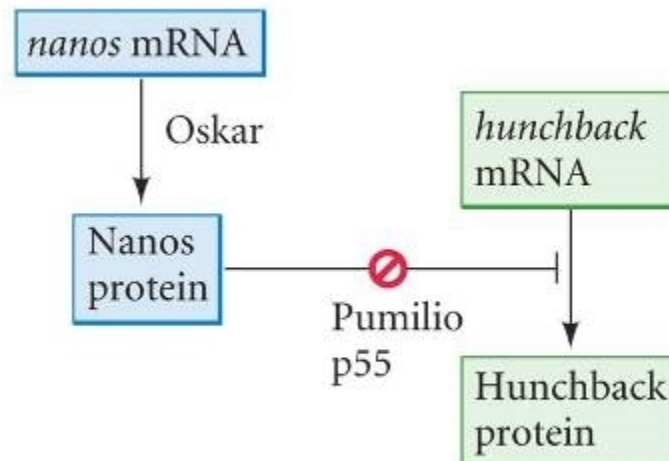 nanos mRNA
Oskar
hunchback
mRNA
Nanos
protein
Pumilio
p55
Hunchback
protein